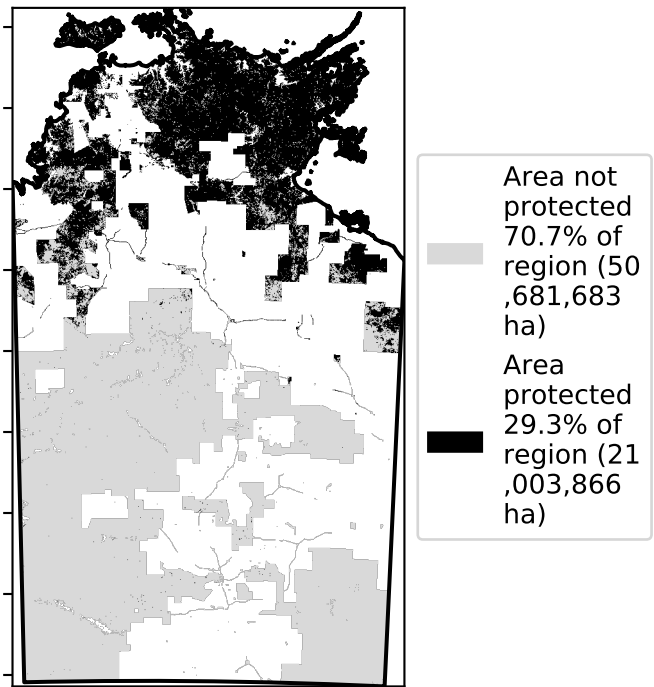 Area not
protected
70.7% of
region (50
,681,683
ha)
Area
protected
29.3% of
region (21
,003,866
ha)